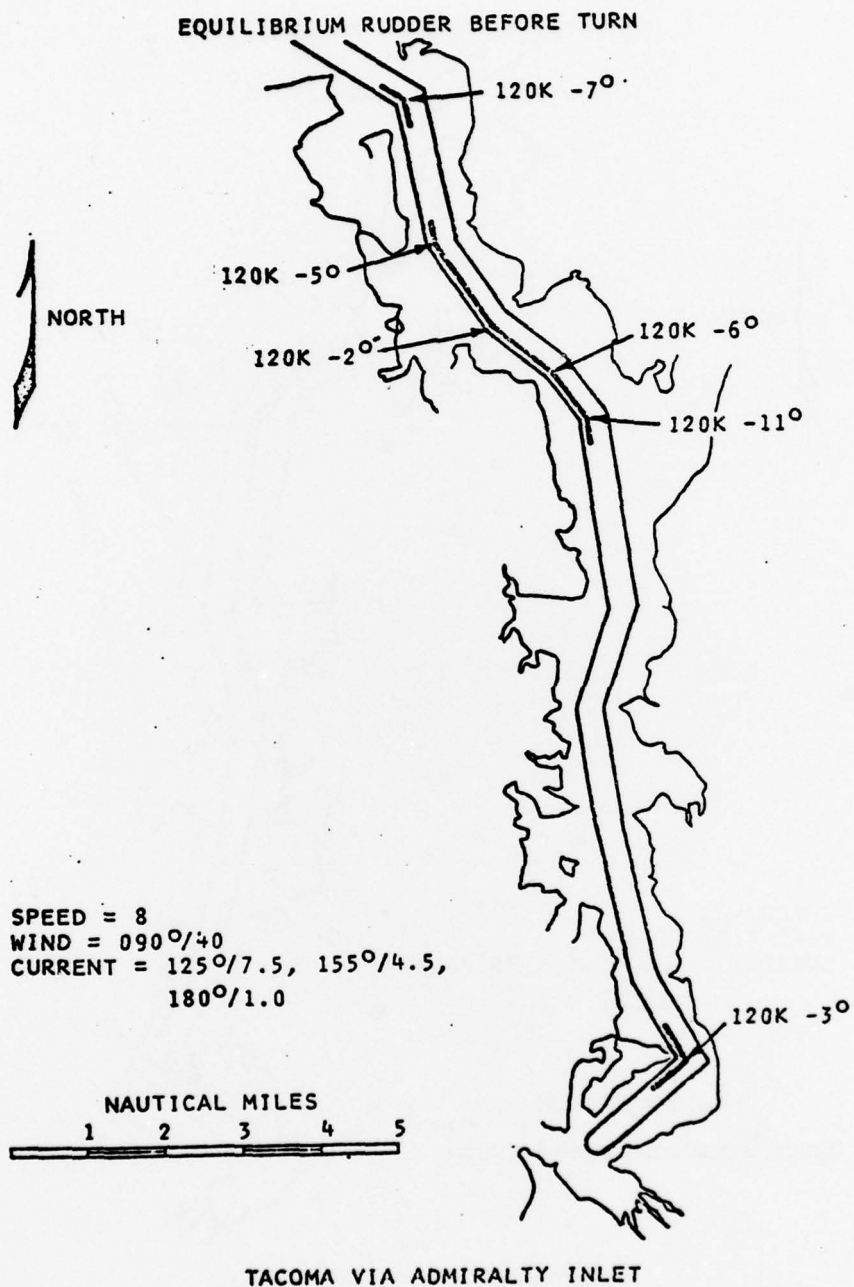 EQUILIBRIUM RUDDER BEFORE TURN
120K -7°
120K -5°
NORTH
120K -6°
120K -2°
120K -11°
SPEED = 8
WIND = 090°/40
CURRENT = 125°/7.5, 155°/4.5,
180°/1.0
120K -3°
NAUTICAL MILES
1 2 3 4 5
TACOMA VIA ADMIRALTY INLET